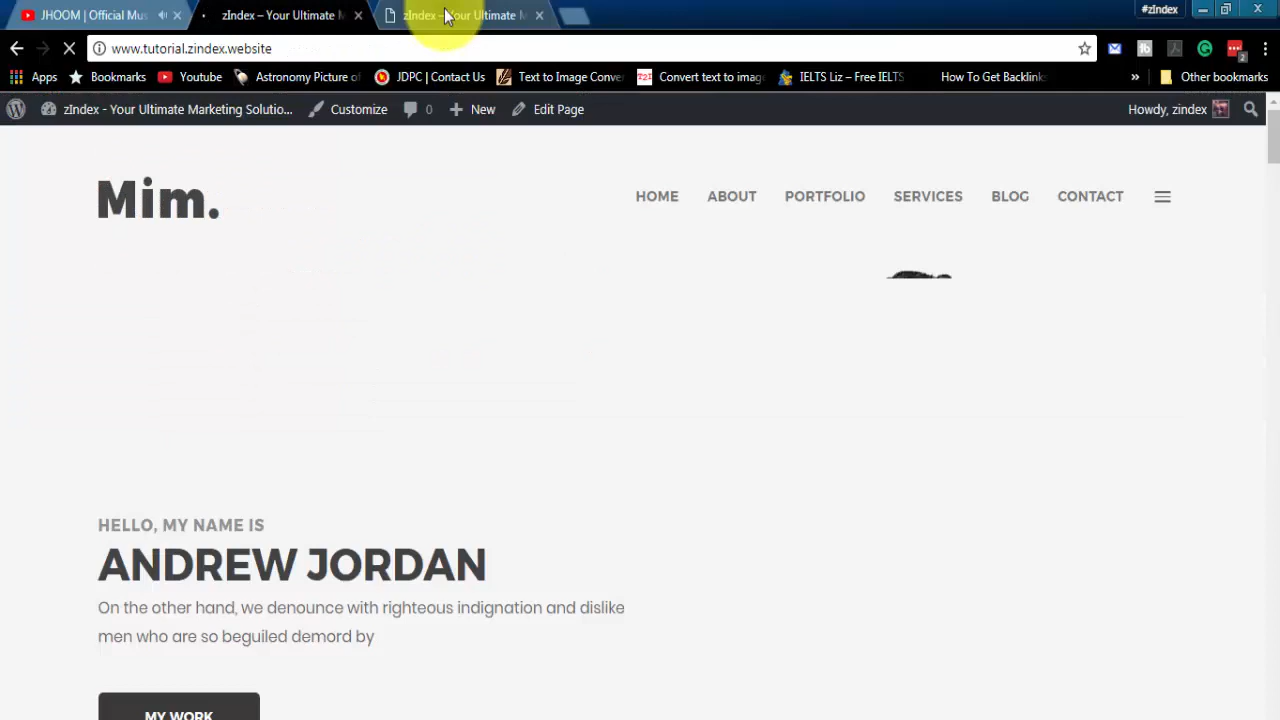 JHOOM | Official Mus
zIndex – Your Ultimate M
zIndex – Your Ultimate M
#zIndex
www.tutorial.zindex.website
Apps
Bookmarks
Youtube
Astronomy Picture of
JDPC | Contact Us
Text to Image Conve
Convert text to imag
IELTS Liz – Free IELTS
How To Get Backlinks
»
Other bookmarks
zIndex - Your Ultimate Marketing Solutio...
Customize
0
New
Edit Page
Howdy, zindex
Mim.
HOME
ABOUT
PORTFOLIO
SERVICES
BLOG
CONTACT
HELLO, MY NAME IS
ANDREW JORDAN
On the other hand, we denounce with righteous indignation and dislike
men who are so beguiled demord by
MY WORK